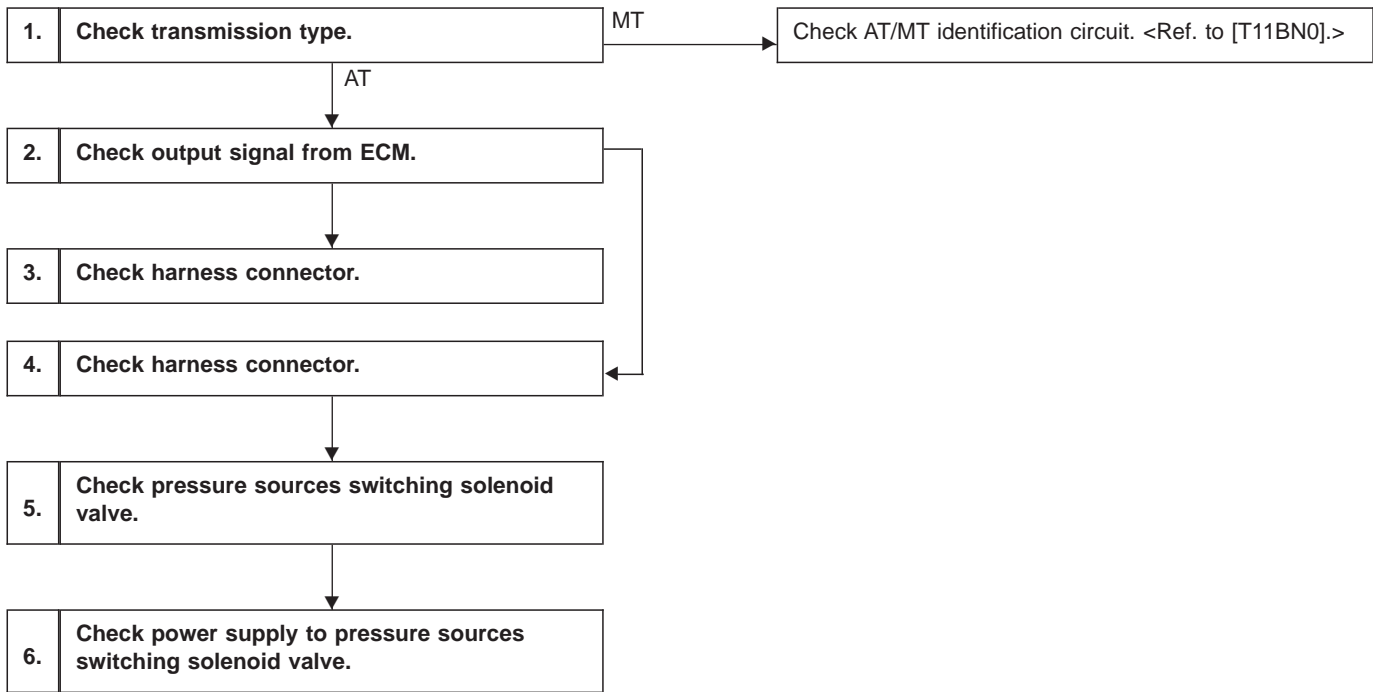 1. Check transmission type.
MT
Check AT/MT identification circuit. <Ref. to [T11BN0].>
AT
2. Check output signal from ECM.
3. Check harness connector.
4. Check harness connector.
5. Check pressure sources switching solenoid
valve.
6. Check power supply to pressure sources
switching solenoid valve.